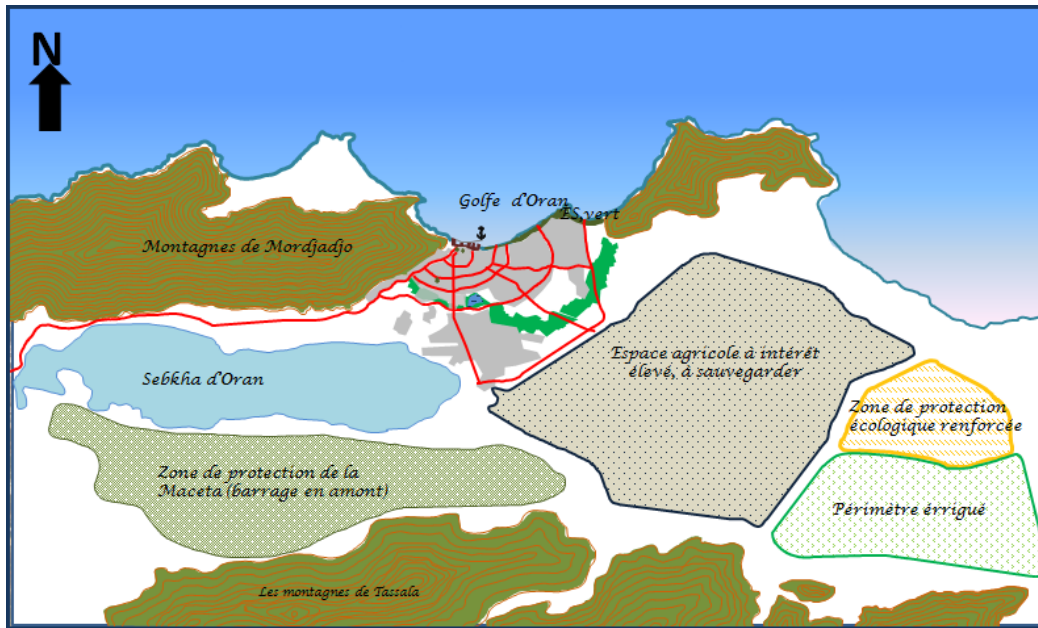 N
Golfe d'Oran
ES,vert
Montagnes de Mordjadjo
Espace agricole à intérêt
élevé, à sauvegarder
Sebkha d'Oran
Zone de protection
écologique renforcée
Zone de protection de la
Maceta (barrage en amont)
Périmètre érrigué
Les montagnes de Tassala